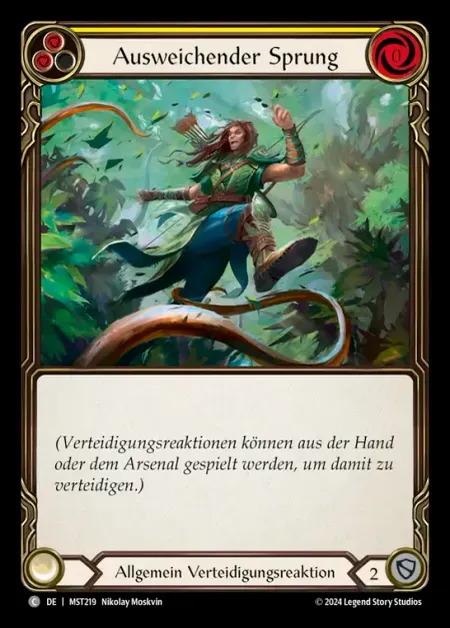 Ausweichender Sprung
0
(Verteidigungsreaktionen können aus der Hand
oder dem Arsenal gespielt werden, um damit zu
verteidigen.)
Allgemein Verteidigungsreaktion
2
C DE | MST219 Nikolay Moskvin
© 2024 Legend Story Studios